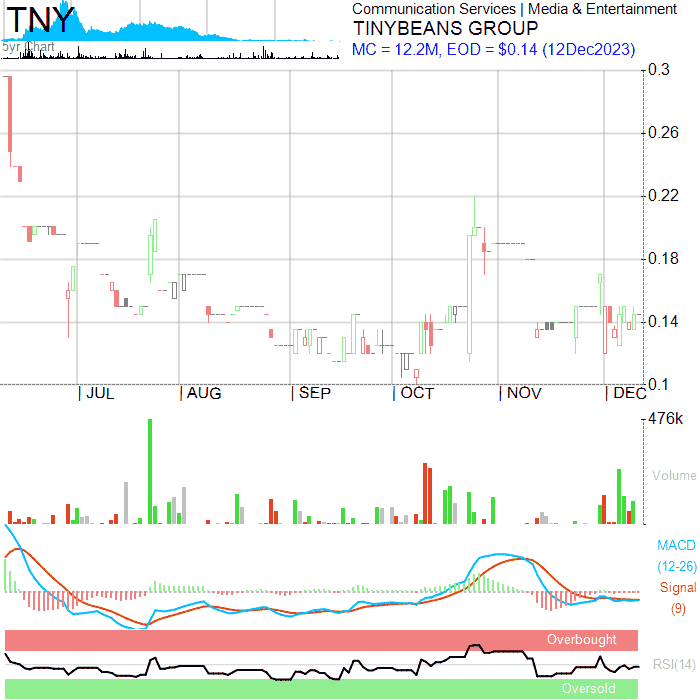 TNY
5yr Chart
Communication Services | Media & Entertainment
TINYBEANS GROUP
MC = 12.2M, EOD = $0.14 (12Dec2023)
0.3
0.26
0.22
0.18
0.14
0.1
| JUL | AUG | SEP | OCT | NOV | DEC
476k
Volume
MACD
(12-26)
Signal
(9)
Overbought
RSI(14)
Oversold